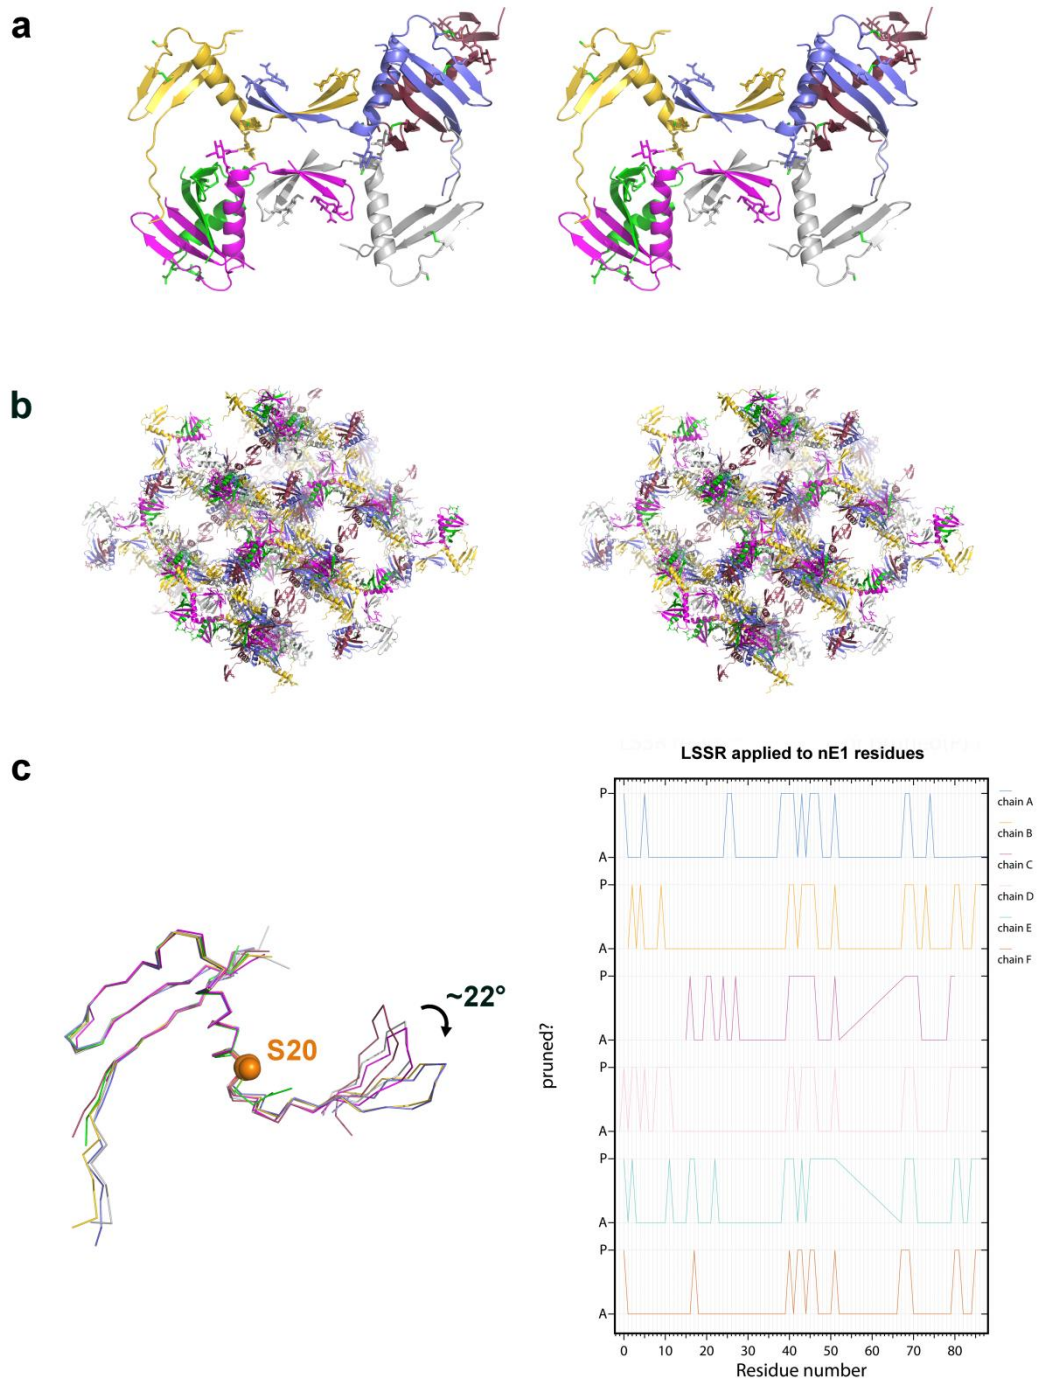 a
b
c
S20
~22°
LSSR applied to nE1 residues
P
A
P
A
P
A
P
A
P
A
P
A
pruned?
0 10 20 30 40 50 60 70 80
Residue number
chain A
chain B
chain C
chain D
chain E
chain F